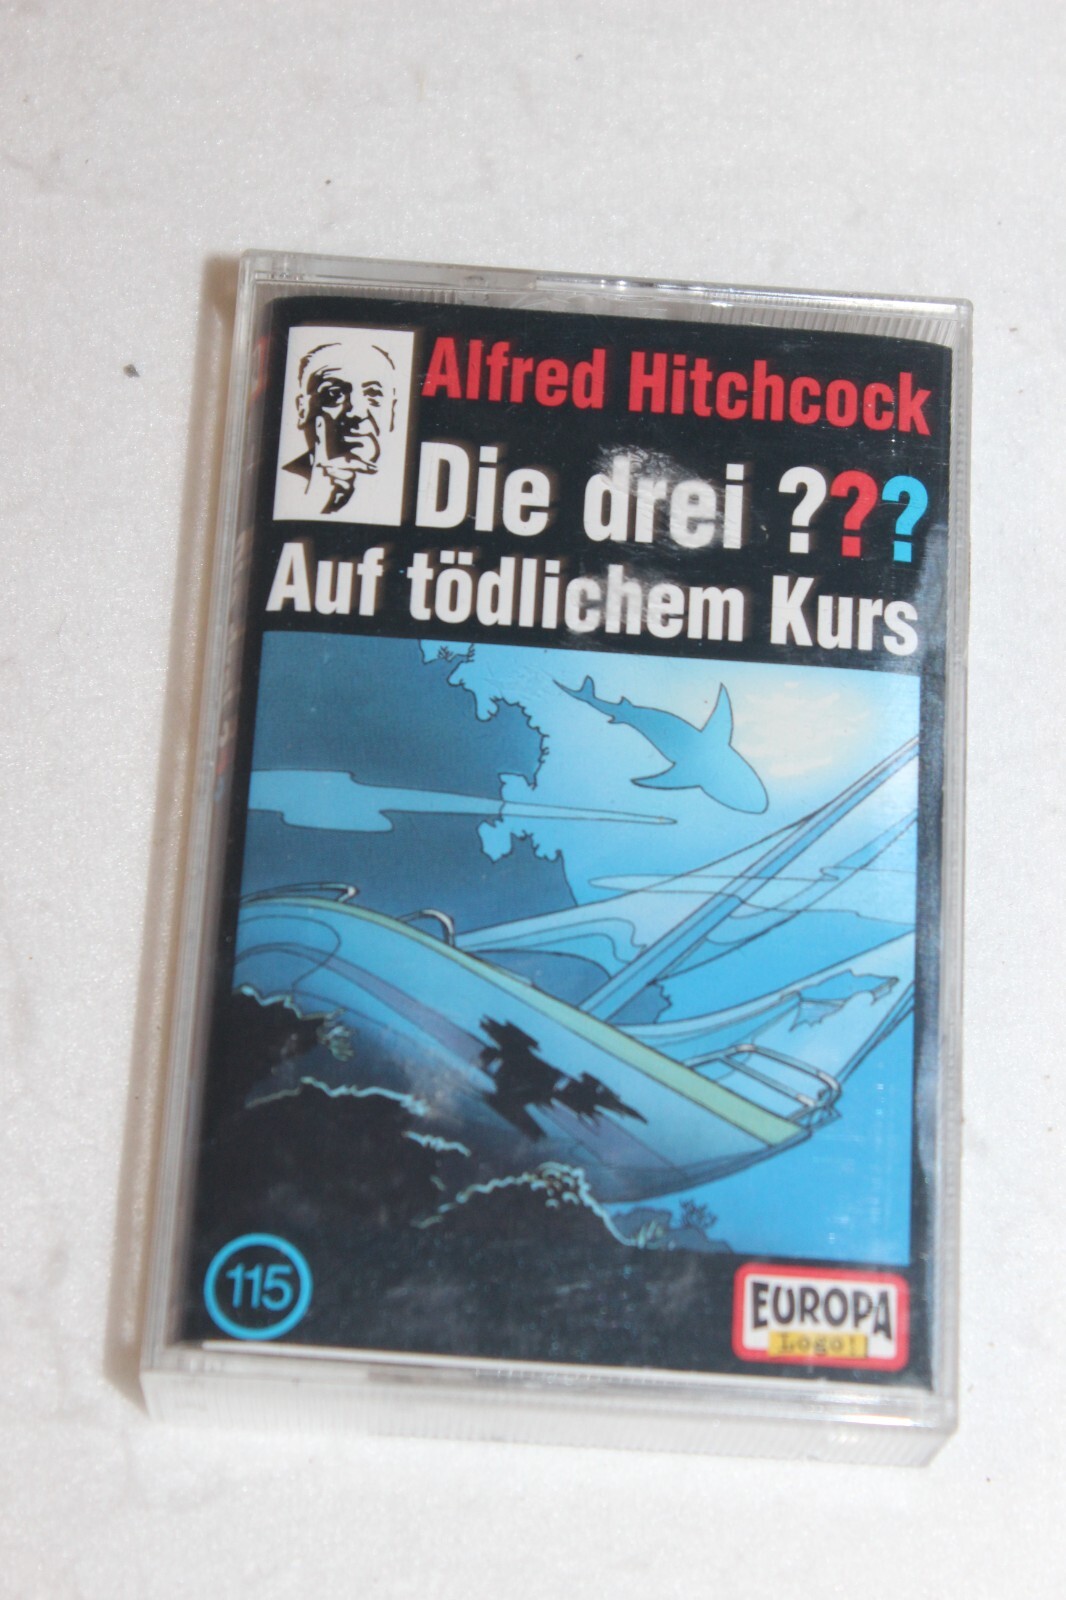 Alfred Hitchcock
Die drei ???
Auf tödlichem Kurs
115
EUROPA
Logo!